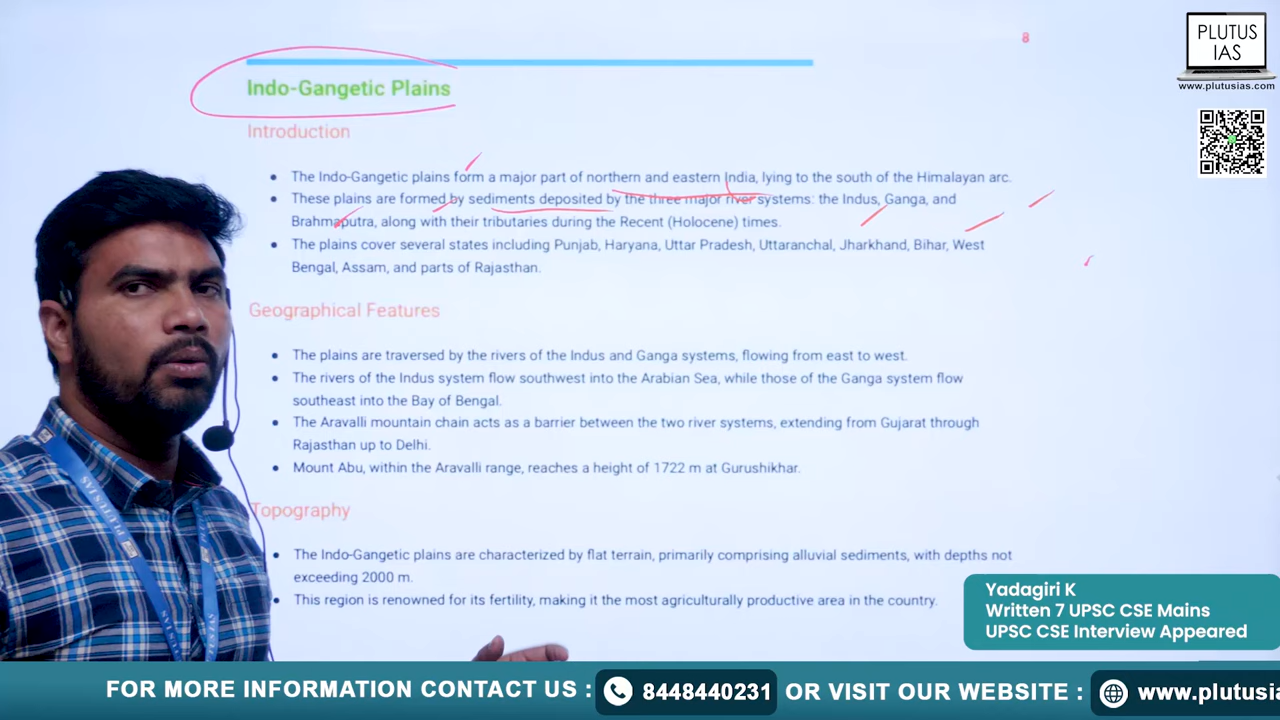 8
PLUTUS
IAS
www.plutusias.com
Indo-Gangetic Plains
Introduction
The Indo-Gangetic plains form a major part of northern and eastern India, lying to the south of the Himalayan arc.
These plains are formed by sediments deposited by the three major river systems: the Indus, Ganga, and
Brahmaputra, along with their tributaries during the Recent (Holocene) times.
The plains cover several states including Punjab, Haryana, Uttar Pradesh, Uttaranchal, Jharkhand, Bihar, West
Bengal, Assam, and parts of Rajasthan.
Geographical Features
The plains are traversed by the rivers of the Indus and Ganga systems, flowing from east to west.
The rivers of the Indus system flow southwest into the Arabian Sea, while those of the Ganga system flow
southeast into the Bay of Bengal.
The Aravalli mountain chain acts as a barrier between the two river systems, extending from Gujarat through
Rajasthan up to Delhi.
Mount Abu, within the Aravalli range, reaches a height of 1722 m at Gurushikhar.
Topography
The Indo-Gangetic plains are characterized by flat terrain, primarily comprising alluvial sediments, with depths not
exceeding 2000 m.
This region is renowned for its fertility, making it the most agriculturally productive area in the country.
PLUTUSIAS
Yadagiri K
Written 7 UPSC CSE Mains
UPSC CSE Interview Appeared
FOR MORE INFORMATION CONTACT US : 8448440231 OR VISIT OUR WEBSITE : www.plutusia